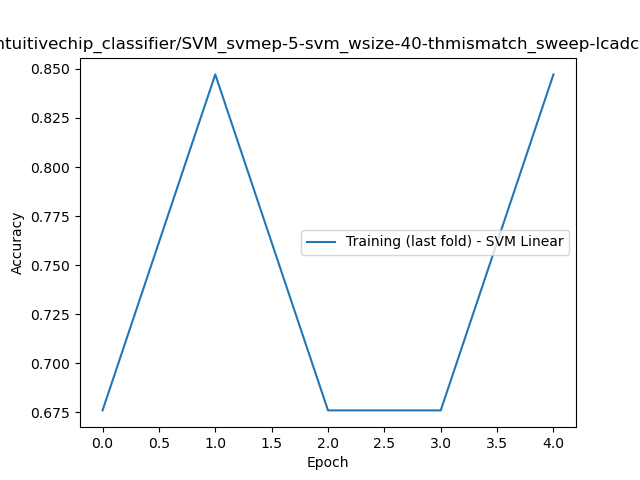 ntuitivechip_classifier/SVM_svmep-5-svm_wsize-40-thmismatch_sweep-lcadc
0.850
0.825
0.800
0.775
0.750
0.725
0.700
0.675
Accuracy
Training (last fold) - SVM Linear
0.0 0.5 1.0 1.5 2.0 2.5 3.0 3.5 4.0
Epoch